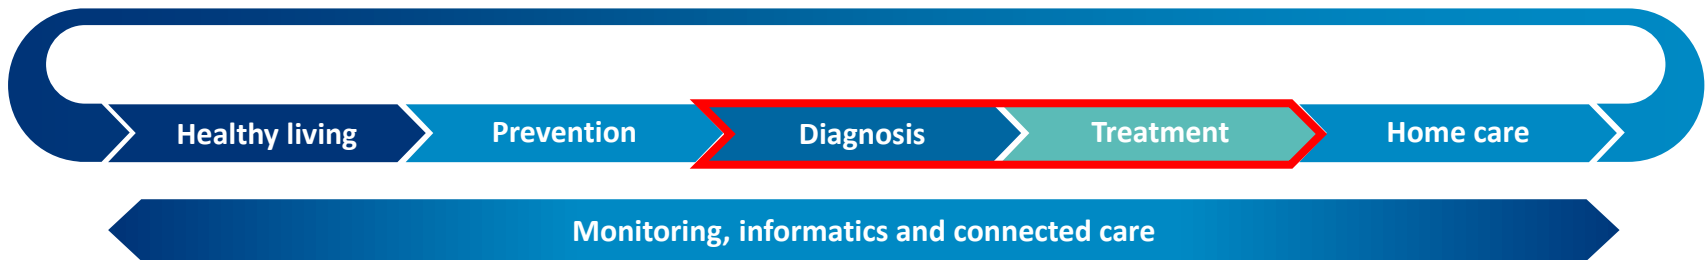 Healthy living
Prevention
Diagnosis
Treatment
Home care
Monitoring, informatics and connected care